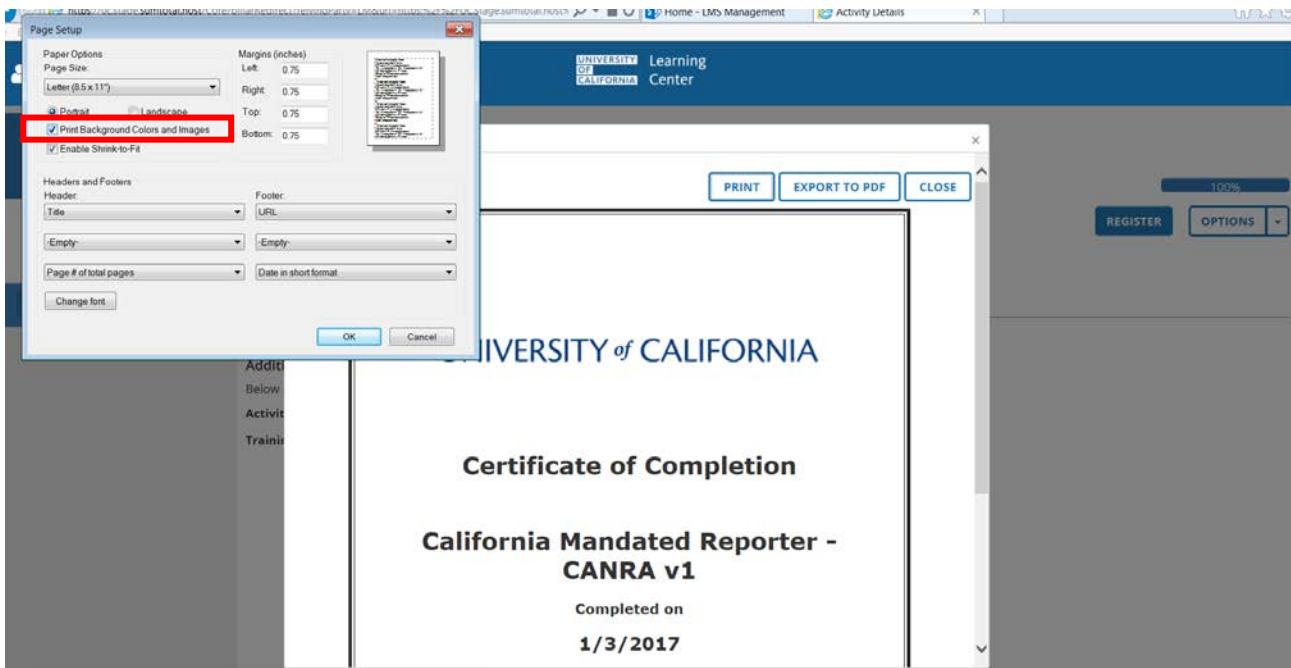 Home - LMS Management
Activity Details
Page Setup
Paper Options
Page Size:
Letter (8.5 x 11")
Portrait
Landscape
Print Background Colors and Images
Enable Shrink-to-Fit
Margins (inches)
Left: 0.75
Right: 0.75
Top: 0.75
Bottom: 0.75
Headers and Footers
Header:
Footer:
Title
URL
-Empty-
-Empty-
Page # of total pages
Date in short format
Change font
OK
Cancel
UNIVERSITY
OF
CALIFORNIA
Learning
Center
PRINT
EXPORT TO PDF
CLOSE
100%
REGISTER
OPTIONS
Additi
Below
Activit
Trainin
IVERSITY of CALIFORNIA
Certificate of Completion
California Mandated Reporter -
CANRA v1
Completed on
1/3/2017